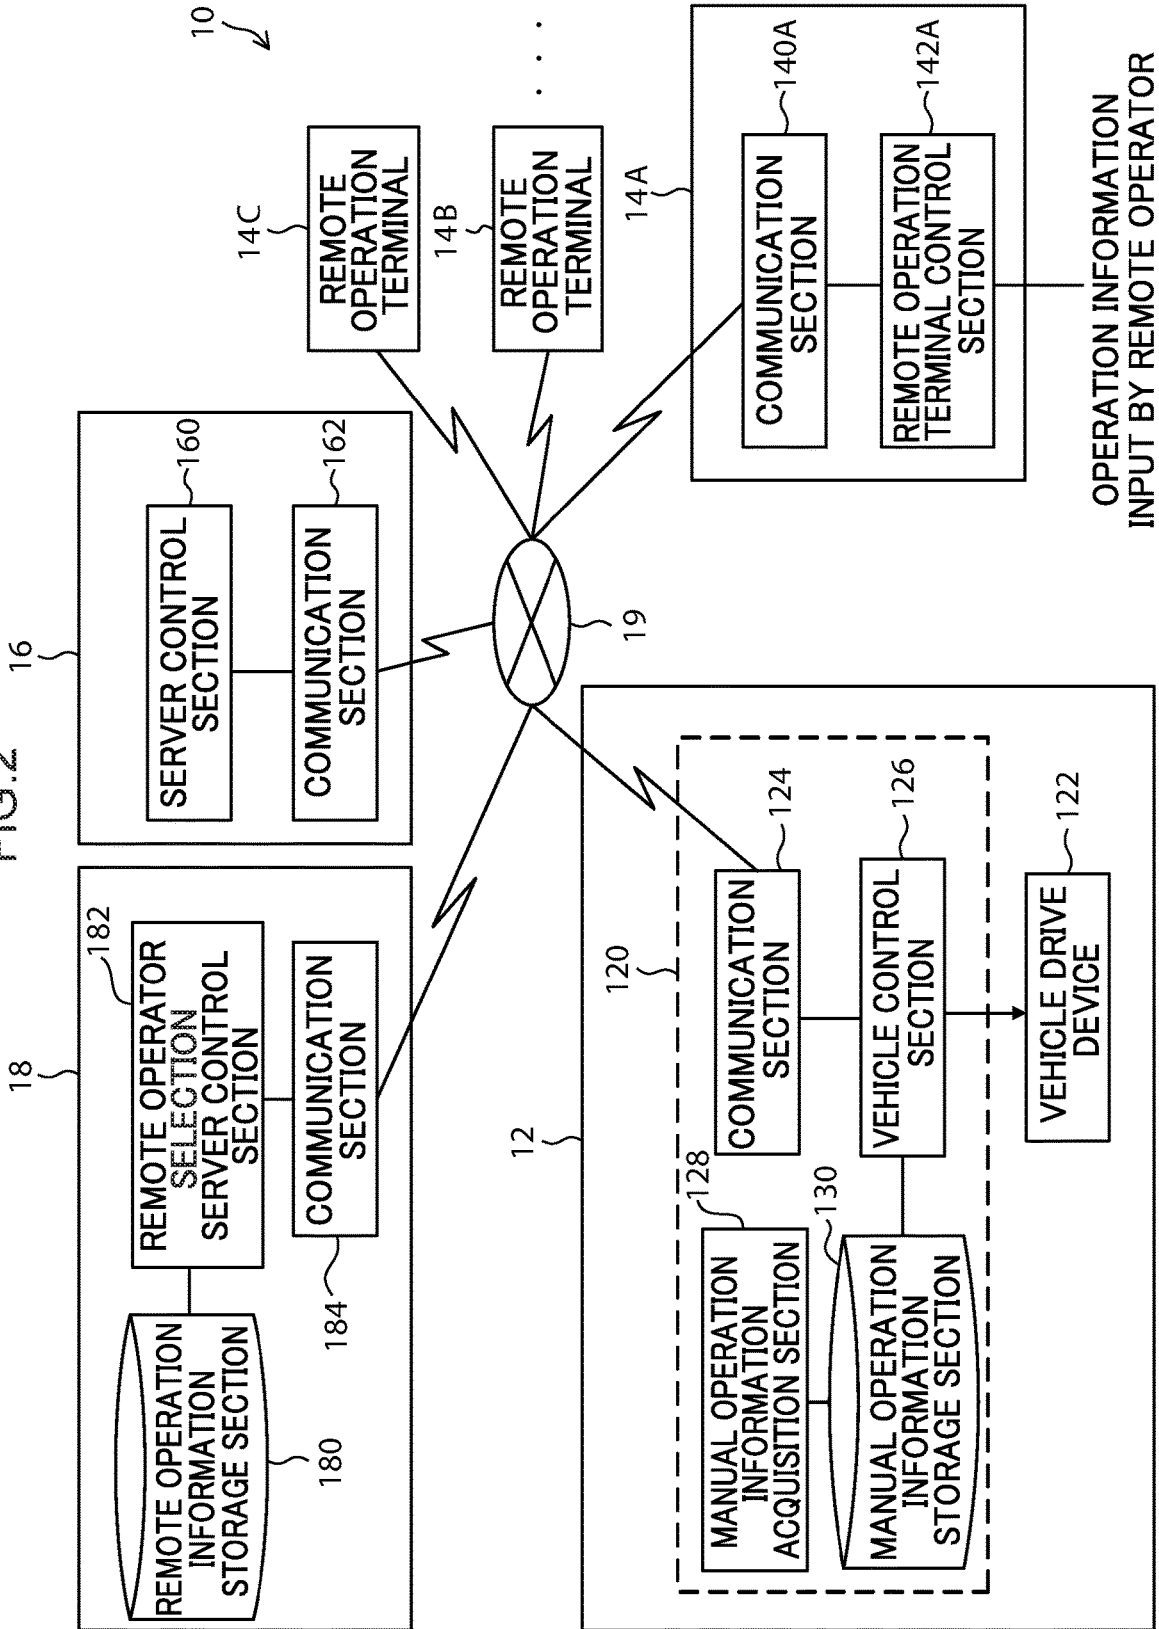 FIG.2
10
18
182
REMOTE OPERATOR
SELECTION
SERVER CONTROL
SECTION
REMOTE OPERATION
INFORMATION
STORAGE SECTION
180
COMMUNICATION
SECTION
184
16
SERVER CONTROL
SECTION
160
COMMUNICATION
SECTION
162
14C
REMOTE
OPERATION
TERMINAL
14B
REMOTE
OPERATION
TERMINAL
. . .
19
12
120
MANUAL OPERATION
INFORMATION
ACQUISITION SECTION
128
COMMUNICATION
SECTION
124
MANUAL OPERATION
INFORMATION
STORAGE SECTION
130
VEHICLE CONTROL
SECTION
126
VEHICLE DRIVE
DEVICE
122
14A
COMMUNICATION
SECTION
140A
REMOTE OPERATION
TERMINAL CONTROL
SECTION
142A
OPERATION INFORMATION
INPUT BY REMOTE OPERATOR